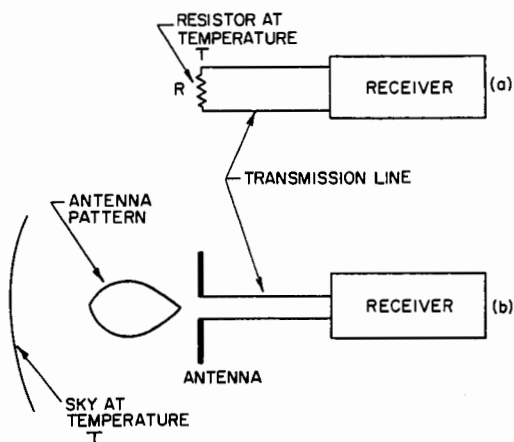 RESISTOR AT
TEMPERATURE
T
R
RECEIVER
(a)
TRANSMISSION LINE
ANTENNA
PATTERN
RECEIVER
(b)
ANTENNA
SKY AT
TEMPERATURE
T